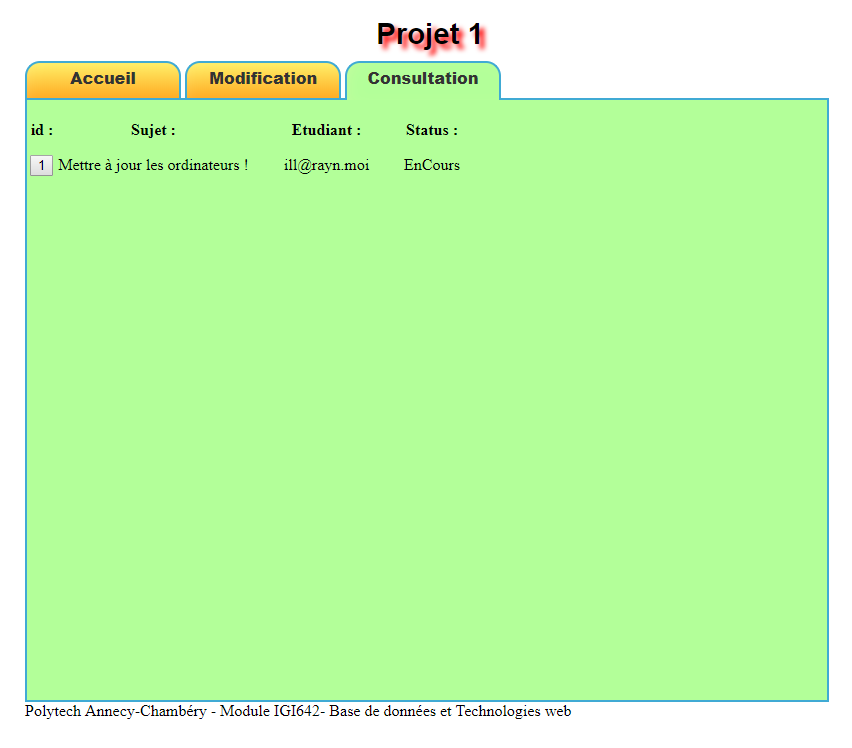 Projet 1
Accueil Modification Consultation
id : Sujet : Etudiant : Status :
1 Mettre à jour les ordinateurs ! ill@rayn.moi EnCours
Polytech Annecy-Chambéry - Module IGI642- Base de données et Technologies web